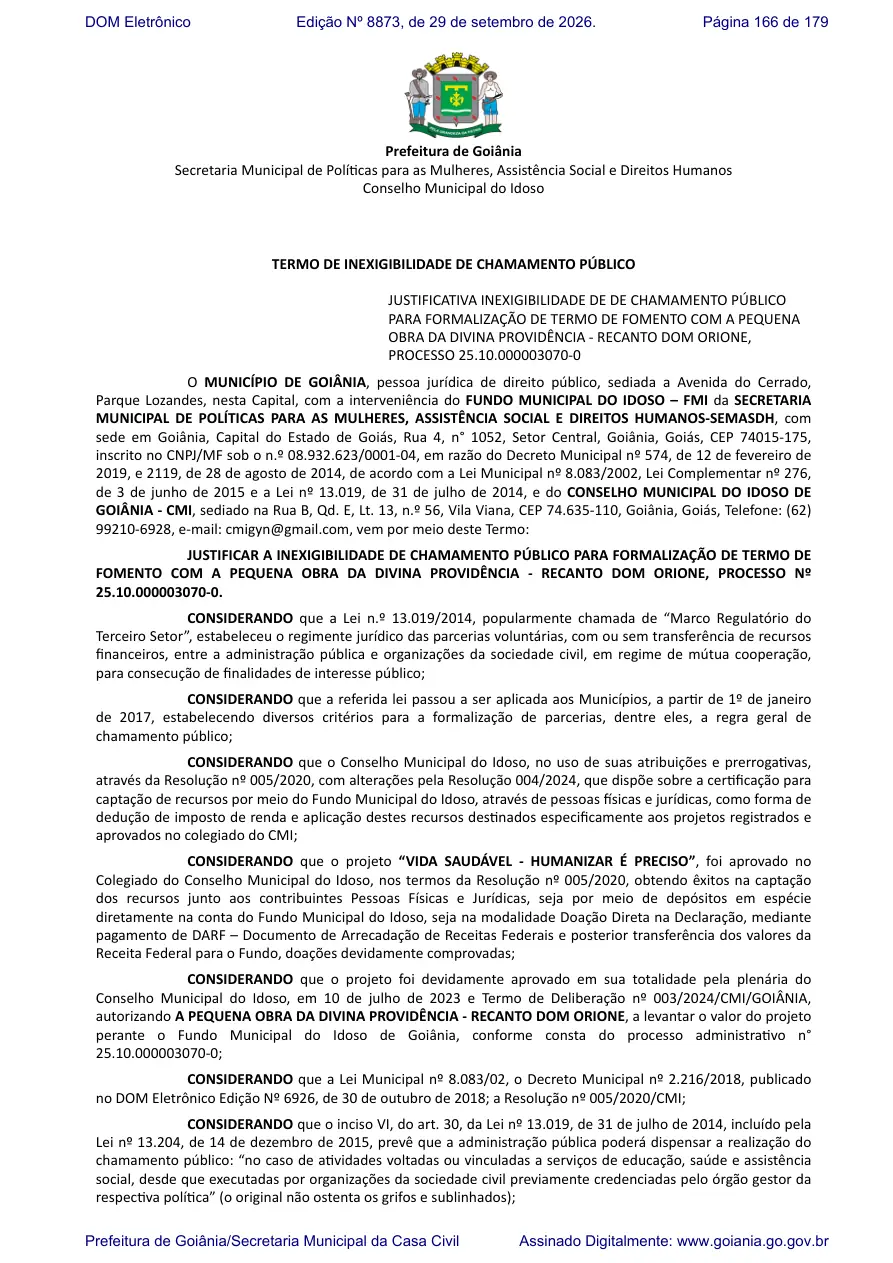 DOM Eletrônico Edição Nº 8873, de 29 de setembro de 2026. Página 166 de 179
PELA GRANDEZA DA PÁTRIA
Prefeitura de Goiânia
Secretaria Municipal de Políticas para as Mulheres, Assistência Social e Direitos Humanos
Conselho Municipal do Idoso
TERMO DE INEXIGIBILIDADE DE CHAMAMENTO PÚBLICO
JUSTIFICATIVA INEXIGIBILIDADE DE DE CHAMAMENTO PÚBLICO
PARA FORMALIZAÇÃO DE TERMO DE FOMENTO COM A PEQUENA
OBRA DA DIVINA PROVIDÊNCIA - RECANTO DOM ORIONE,
PROCESSO 25.10.000003070-0
O MUNICÍPIO DE GOIÂNIA, pessoa jurídica de direito público, sediada a Avenida do Cerrado,
Parque Lozandes, nesta Capital, com a interveniência do FUNDO MUNICIPAL DO IDOSO – FMI da SECRETARIA
MUNICIPAL DE POLÍTICAS PARA AS MULHERES, ASSISTÊNCIA SOCIAL E DIREITOS HUMANOS-SEMASDH, com
sede em Goiânia, Capital do Estado de Goiás, Rua 4, n° 1052, Setor Central, Goiânia, Goiás, CEP 74015-175,
inscrito no CNPJ/MF sob o n.º 08.932.623/0001-04, em razão do Decreto Municipal nº 574, de 12 de fevereiro de
2019, e 2119, de 28 de agosto de 2014, de acordo com a Lei Municipal nº 8.083/2002, Lei Complementar nº 276,
de 3 de junho de 2015 e a Lei nº 13.019, de 31 de julho de 2014, e do CONSELHO MUNICIPAL DO IDOSO DE
GOIÂNIA - CMI, sediado na Rua B, Qd. E, Lt. 13, n.º 56, Vila Viana, CEP 74.635-110, Goiânia, Goiás, Telefone: (62)
99210-6928, e-mail: cmigyn@gmail.com, vem por meio deste Termo:
JUSTIFICAR A INEXIGIBILIDADE DE CHAMAMENTO PÚBLICO PARA FORMALIZAÇÃO DE TERMO DE
FOMENTO COM A PEQUENA OBRA DA DIVINA PROVIDÊNCIA - RECANTO DOM ORIONE, PROCESSO Nº
25.10.000003070-0.
CONSIDERANDO que a Lei n.º 13.019/2014, popularmente chamada de “Marco Regulatório do
Terceiro Setor”, estabeleceu o regimente jurídico das parcerias voluntárias, com ou sem transferência de recursos
financeiros, entre a administração pública e organizações da sociedade civil, em regime de mútua cooperação,
para consecução de finalidades de interesse público;
CONSIDERANDO que a referida lei passou a ser aplicada aos Municípios, a partir de 1º de janeiro
de 2017, estabelecendo diversos critérios para a formalização de parcerias, dentre eles, a regra geral de
chamamento público;
CONSIDERANDO que o Conselho Municipal do Idoso, no uso de suas atribuições e prerrogativas,
através da Resolução nº 005/2020, com alterações pela Resolução 004/2024, que dispõe sobre a certificação para
captação de recursos por meio do Fundo Municipal do Idoso, através de pessoas físicas e jurídicas, como forma de
dedução de imposto de renda e aplicação destes recursos destinados especificamente aos projetos registrados e
aprovados no colegiado do CMI;
CONSIDERANDO que o projeto “VIDA SAUDÁVEL - HUMANIZAR É PRECISO”, foi aprovado no
Colegiado do Conselho Municipal do Idoso, nos termos da Resolução nº 005/2020, obtendo êxitos na captação
dos recursos junto aos contribuintes Pessoas Físicas e Jurídicas, seja por meio de depósitos em espécie
diretamente na conta do Fundo Municipal do Idoso, seja na modalidade Doação Direta na Declaração, mediante
pagamento de DARF – Documento de Arrecadação de Receitas Federais e posterior transferência dos valores da
Receita Federal para o Fundo, doações devidamente comprovadas;
CONSIDERANDO que o projeto foi devidamente aprovado em sua totalidade pela plenária do
Conselho Municipal do Idoso, em 10 de julho de 2023 e Termo de Deliberação nº 003/2024/CMI/GOIÂNIA,
autorizando A PEQUENA OBRA DA DIVINA PROVIDÊNCIA - RECANTO DOM ORIONE, a levantar o valor do projeto
perante o Fundo Municipal do Idoso de Goiânia, conforme consta do processo administrativo n°
25.10.000003070-0;
CONSIDERANDO que a Lei Municipal nº 8.083/02, o Decreto Municipal nº 2.216/2018, publicado
no DOM Eletrônico Edição Nº 6926, de 30 de outubro de 2018; a Resolução nº 005/2020/CMI;
CONSIDERANDO que o inciso VI, do art. 30, da Lei nº 13.019, de 31 de julho de 2014, incluído pela
Lei nº 13.204, de 14 de dezembro de 2015, prevê que a administração pública poderá dispensar a realização do
chamamento público: “no caso de atividades voltadas ou vinculadas a serviços de educação, saúde e assistência
social, desde que executadas por organizações da sociedade civil previamente credenciadas pelo órgão gestor da
respectiva política” (o original não ostenta os grifos e sublinhados);
Prefeitura de Goiânia/Secretaria Municipal da Casa Civil Assinado Digitalmente: www.goiania.go.gov.br